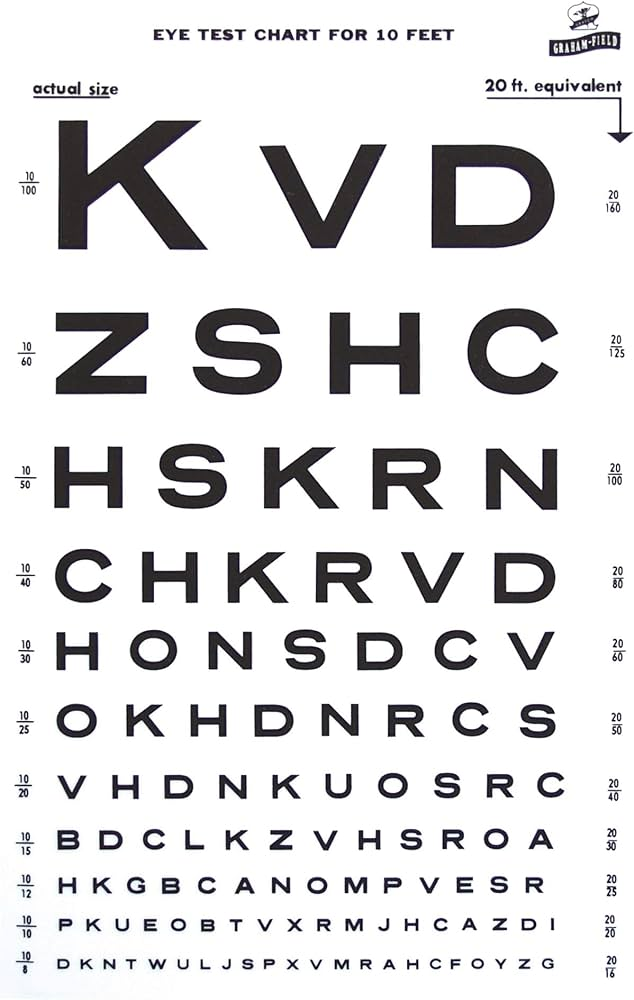 EYE TEST CHART FOR 10 FEET
GRAHAM-FIELD
actual size 20 ft. equivalent
10/100 K V D 20/160
10/60 Z S H C 20/125
10/50 H S K R N 20/100
10/40 C H K R V D 20/80
10/30 H O N S D C V 20/60
10/25 O K H D N R C S 20/50
10/20 V H D N K U O S R C 20/40
10/15 B D C L K Z V H S R O A 20/30
10/12 H K G B C A N O M P V E S R 20/25
10/10 P K U E O B T V X R M J H C A Z D I 20/20
10/8 D K N T W U L J S P X V M R A H C F O Y Z G 20/16